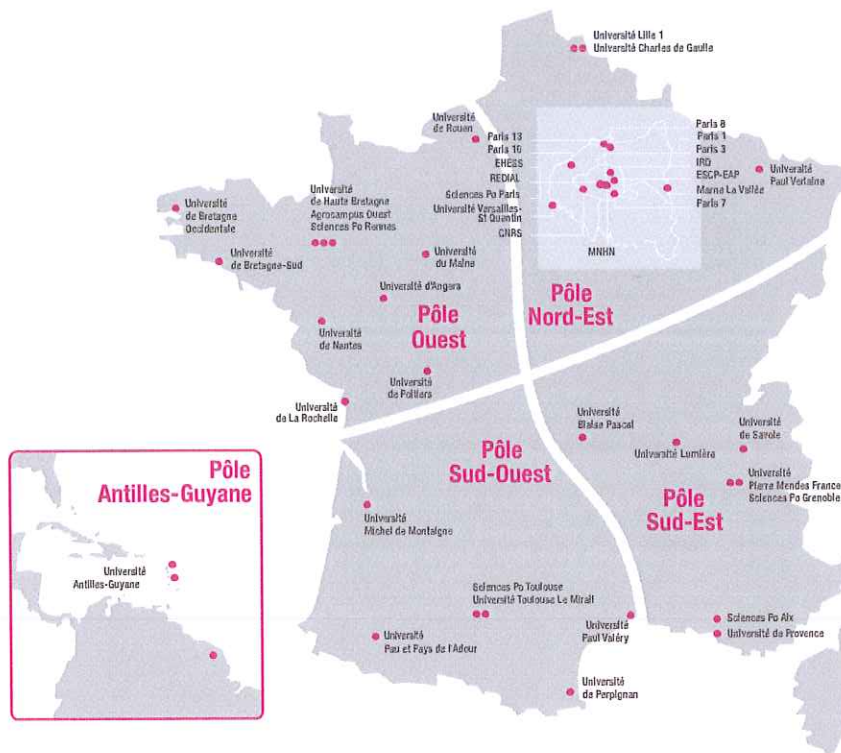 Université Lille 1
Université Charles de Gaulle
Université
de Rouen
Paris 13
Paris 10
EHESS
REDIAL
Sciences Po Paris
Université Versailles-
St Quentin
CNRS
MNHN
Paris 8
Paris 1
Paris 3
IRD
ESCP-EAP
Marne La Vallée
Paris 7
Université
Paul Verlaine
Université
de Bretagne
Occidentale
Université
de Haute Bretagne
Agrocampus Ouest
Sciences Po Rennes
Université
de Bretagne-Sud
Université
du Maine
Université d'Angers
Pôle
Ouest
Pôle
Nord-Est
Université
de Nantes
Université
de Poitiers
Université
de La Rochelle
Université
Blaise Pascal
Université Lumière
Université
de Savoie
Pôle
Sud-Ouest
Université
Pierre Mendes France
Sciences Po Grenoble
Pôle
Sud-Est
Pôle
Antilles-Guyane
Université
Antilles-Guyane
Université
Michel de Montaigne
Sciences Po Toulouse
Université Toulouse Le Mirail
Université
Pau et Pays de l'Adour
Université
Paul Valéry
Sciences Po Aix
Université de Provence
Université
de Perpignan